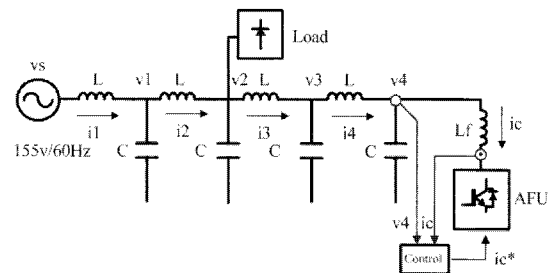 Load
vs
L
v1
L
v2
L
v3
L
v4
i1
i2
i3
i4
Lf
ic
155v/60Hz
C
C
C
C
AFU
v4
ic
Control
ic*